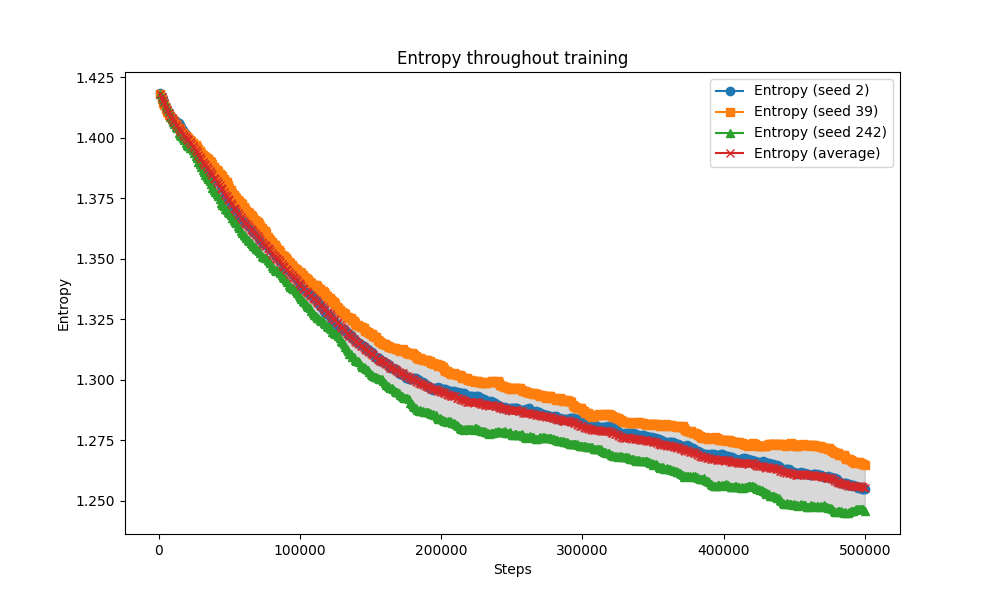 Entropy throughout training
1.425
1.400
1.375
1.350
1.325
1.300
1.275
1.250
Entropy
Entropy (seed 2)
Entropy (seed 39)
Entropy (seed 242)
Entropy (average)
0 100000 200000 300000 400000 500000
Steps